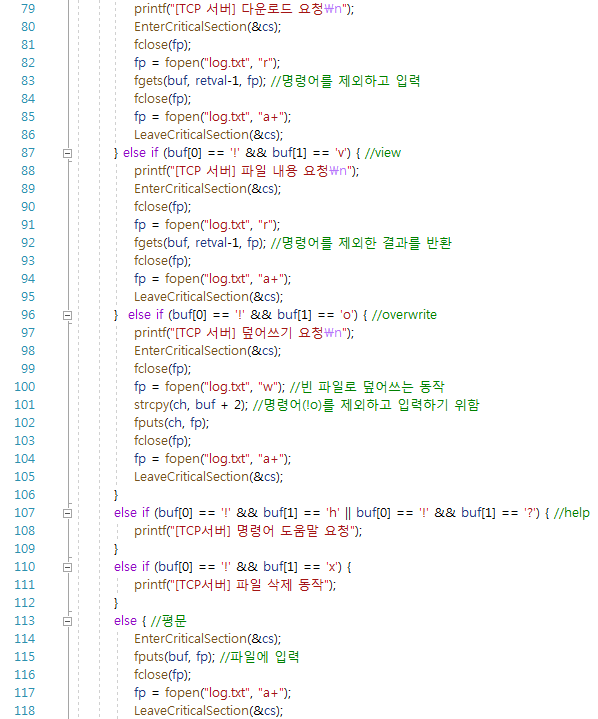 79 printf("[TCP 서버] 다운로드 요청₩n");
80 EnterCriticalSection(&cs);
81 fclose(fp);
82 fp = fopen("log.txt", "r");
83 fgets(buf, retval-1, fp); //명령어를 제외하고 입력
84 fclose(fp);
85 fp = fopen("log.txt", "a+");
86 LeaveCriticalSection(&cs);
87 } else if (buf[0] == '!' && buf[1] == 'v') { //view
88 printf("[TCP 서버] 파일 내용 요청₩n");
89 EnterCriticalSection(&cs);
90 fclose(fp);
91 fp = fopen("log.txt", "r");
92 fgets(buf, retval-1, fp); //명령어를 제외한 결과를 반환
93 fclose(fp);
94 fp = fopen("log.txt", "a+");
95 LeaveCriticalSection(&cs);
96 } else if (buf[0] == '!' && buf[1] == 'o') { //overwrite
97 printf("[TCP 서버] 덮어쓰기 요청₩n");
98 EnterCriticalSection(&cs);
99 fclose(fp);
100 fp = fopen("log.txt", "w"); //빈 파일로 덮어쓰는 동작
101 strcpy(ch, buf + 2); //명령어(!o)를 제외하고 입력하기 위함
102 fputs(ch, fp);
103 fclose(fp);
104 fp = fopen("log.txt", "a+");
105 LeaveCriticalSection(&cs);
106 }
107 else if (buf[0] == '!' && buf[1] == 'h' || buf[0] == '!' && buf[1] == '?') { //help
108 printf("[TCP서버] 명령어 도움말 요청");
109 }
110 else if (buf[0] == '!' && buf[1] == 'x') {
111 printf("[TCP서버] 파일 삭제 동작");
112 }
113 else { //평문
114 EnterCriticalSection(&cs);
115 fputs(buf, fp); //파일에 입력
116 fclose(fp);
117 fp = fopen("log.txt", "a+");
118 LeaveCriticalSection(&cs);